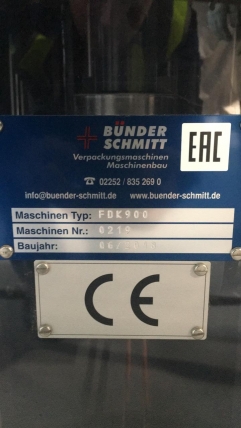 BÜNDER
SCHMITT
Verpackungsmaschinen
Maschinenbau
☎ 02252 / 835 269 0
info@buender-schmitt.de www.buender-schmitt.de
EAC
Maschinen Typ: FDK900
Maschinen Nr.:
Baujahr:
CE